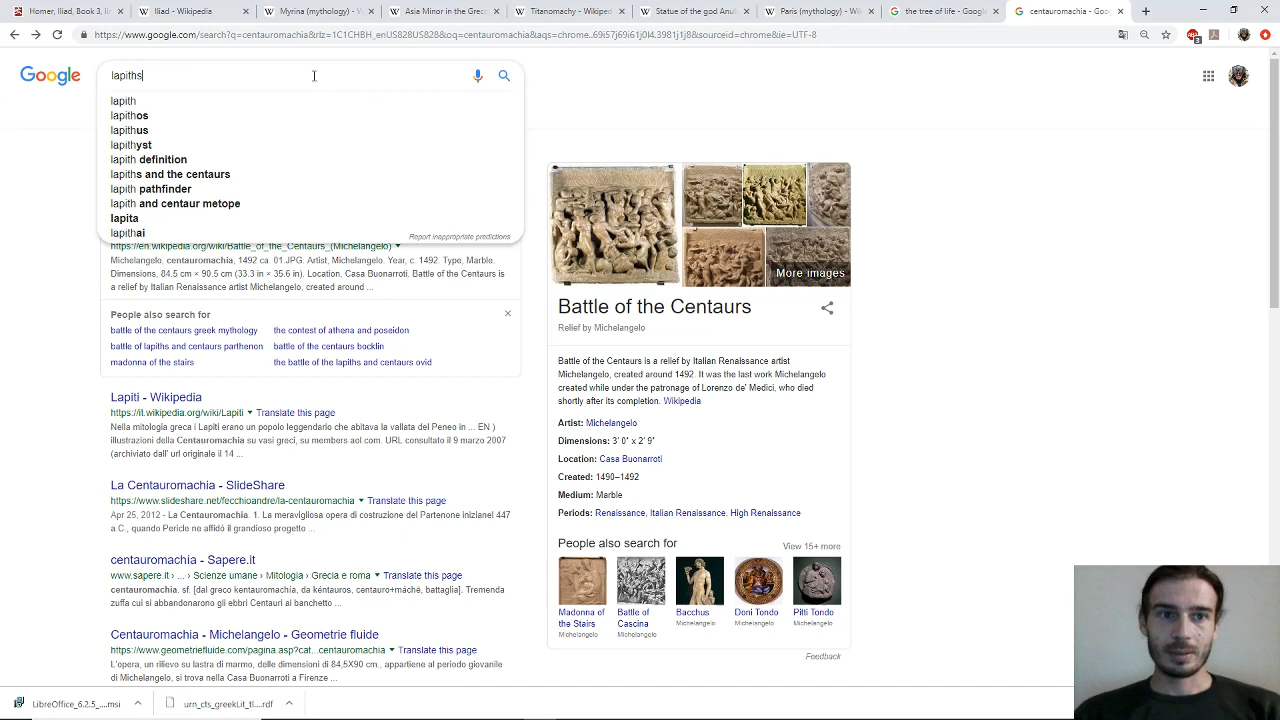 Homer, Iliad, Book 3, lin
Iliad - Wikipedia
Myrina (mythology) - W
Asia Minor in the Greco
Titanomachy - Wikiped
Statue of the god Anub
Paris (mythology) - Wik
the tree of life - Google
centauromachia - Goog
https://www.google.com/search?q=centauromachia&rlz=1C1CHBH_enUS828US828&oq=centauromachia&aqs=chrome..69i57j69i61j0l4.3981j1j8&sourceid=chrome&ie=UTF-8
Google
lapiths
lapith
lapithos
lapithus
lapithyst
lapith definition
lapiths and the centaurs
lapith pathfinder
lapith and centaur metope
lapita
lapithai
Report inappropriate predictions
https://en.wikipedia.org/wiki/Battle_of_the_Centaurs_(Michelangelo)
Michelangelo, centauromachia, 1492 ca. 01.JPG. Artist, Michelangelo. Year, c. 1492. Type, Marble.
Dimensions, 84.5 cm × 90.5 cm (33.3 in × 35.6 in). Location, Casa Buonarroti. Battle of the Centaurs is
a relief by Italian Renaissance artist Michelangelo, created around ...
People also search for
battle of the centaurs greek mythology
the contest of athena and poseidon
battle of lapiths and centaurs parthenon
battle of the centaurs bocklin
madonna of the stairs
the battle of the lapiths and centaurs ovid
Lapiti - Wikipedia
https://it.wikipedia.org/wiki/Lapiti
Translate this page
Nella mitologia greca i Lapiti erano un popolo leggendario che abitava la vallata del Peneo in ... EN )
illustrazioni della Centauromachia su vasi greci, su members.aol.com. URL consultato il 9 marzo 2007
(archiviato dall' url originale il 14 ...
La Centauromachia - SlideShare
https://www.slideshare.net/fecchioandre/la-centauromachia
Translate this page
Apr 25, 2012 - La Centauromachia. 1. La meravigliosa opera di costruzione del Partenone inizianel 447
a.C., quando Pericle ne affidó il grandioso progetto ...
centauromachia - Sapere.it
www.sapere.it › ... › Scienze umane › Mitologia › Grecia e roma
Translate this page
centauromachia. sf. [dal greco kentauromachía, da kéntauros, centauro+máchē, battaglia]. Tremenda
zuffa cui si abbandonarono gli ebbri Centauri al banchetto ...
Centauromachia - Michelangelo - Geometrie fluide
https://www.geometriefluide.com/pagina.asp?cat...centauromachia...
Translate this page
L'opera, un rilievo su lastra di marmo, delle dimensioni di 84,5X90 cm., appartiene al periodo giovanile
di Michelangelo, si trova nella Casa Buonarroti a Firenze ...
More images
Battle of the Centaurs
Relief by Michelangelo
Battle of the Centaurs is a relief by Italian Renaissance artist
Michelangelo, created around 1492. It was the last work Michelangelo
created while under the patronage of Lorenzo de' Medici, who died
shortly after its completion. Wikipedia
Artist: Michelangelo
Dimensions: 3′ 0″ x 2′ 9″
Location: Casa Buonarroti
Created: 1490–1492
Medium: Marble
Periods: Renaissance, Italian Renaissance, High Renaissance
People also search for
View 15+ more
Madonna of the Stairs
Michelangelo
Battle of Cascina
Michelangelo
Bacchus
Michelangelo
Doni Tondo
Michelangelo
Pitti Tondo
Michelangelo
Feedback
LibreOffice_6.2.5_....msi
urn_cts_greekLit_tl....rdf